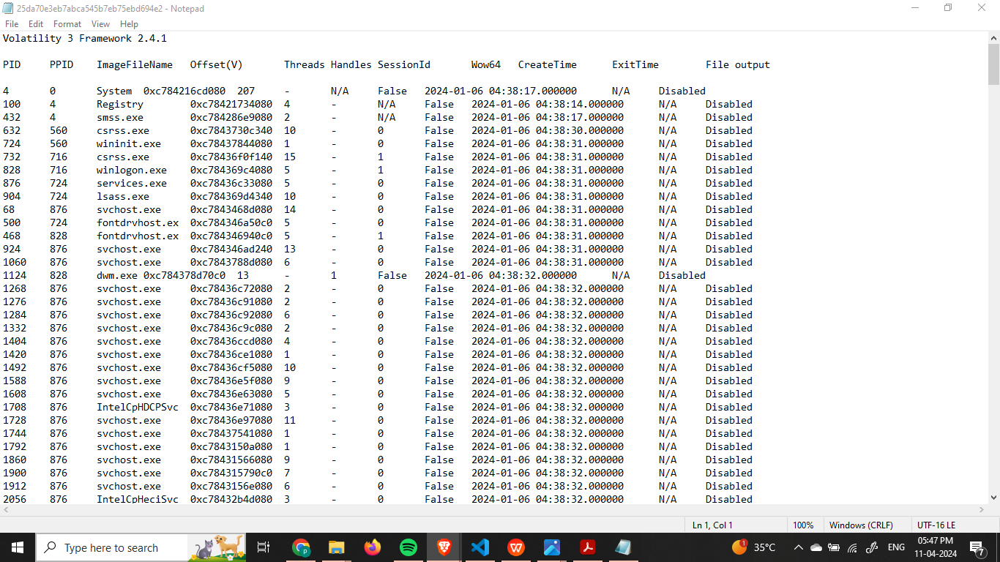 25da70e3eb7abca545b7eb75ebd694e2 - Notepad
File Edit Format View Help
Volatility 3 Framework 2.4.1
PID PPID ImageFileName Offset(V) Threads Handles SessionId Wow64 CreateTime ExitTime File output
4 0 System 0xc784216cd080 207 - N/A False 2024-01-06 04:38:17.000000 N/A Disabled
100 4 Registry 0xc78421734080 4 - N/A False 2024-01-06 04:38:14.000000 N/A Disabled
432 4 smss.exe 0xc784286e9080 2 - N/A False 2024-01-06 04:38:17.000000 N/A Disabled
632 560 csrss.exe 0xc7843730c340 10 - 0 False 2024-01-06 04:38:30.000000 N/A Disabled
724 560 wininit.exe 0xc78437844080 1 - 0 False 2024-01-06 04:38:31.000000 N/A Disabled
732 716 csrss.exe 0xc78436f0f140 15 - 1 False 2024-01-06 04:38:31.000000 N/A Disabled
828 716 winlogon.exe 0xc784369c4080 5 - 1 False 2024-01-06 04:38:31.000000 N/A Disabled
876 724 services.exe 0xc78436c33080 5 - 0 False 2024-01-06 04:38:31.000000 N/A Disabled
904 724 lsass.exe 0xc784369d4340 10 - 0 False 2024-01-06 04:38:31.000000 N/A Disabled
68 876 svchost.exe 0xc7843468d080 14 - 0 False 2024-01-06 04:38:31.000000 N/A Disabled
500 724 fontdrvhost.ex 0xc784346a50c0 5 - 0 False 2024-01-06 04:38:31.000000 N/A Disabled
468 828 fontdrvhost.ex 0xc784346940c0 5 - 1 False 2024-01-06 04:38:31.000000 N/A Disabled
924 876 svchost.exe 0xc784346ad240 13 - 0 False 2024-01-06 04:38:31.000000 N/A Disabled
1060 876 svchost.exe 0xc7843788d080 6 - 0 False 2024-01-06 04:38:31.000000 N/A Disabled
1124 828 dwm.exe 0xc784378d70c0 13 - 1 False 2024-01-06 04:38:32.000000 N/A Disabled
1268 876 svchost.exe 0xc78436c72080 2 - 0 False 2024-01-06 04:38:32.000000 N/A Disabled
1276 876 svchost.exe 0xc78436c91080 2 - 0 False 2024-01-06 04:38:32.000000 N/A Disabled
1284 876 svchost.exe 0xc78436c92080 6 - 0 False 2024-01-06 04:38:32.000000 N/A Disabled
1332 876 svchost.exe 0xc78436c9c080 2 - 0 False 2024-01-06 04:38:32.000000 N/A Disabled
1404 876 svchost.exe 0xc78436ccd080 4 - 0 False 2024-01-06 04:38:32.000000 N/A Disabled
1420 876 svchost.exe 0xc78436ce1080 1 - 0 False 2024-01-06 04:38:32.000000 N/A Disabled
1492 876 svchost.exe 0xc78436cf5080 10 - 0 False 2024-01-06 04:38:32.000000 N/A Disabled
1588 876 svchost.exe 0xc78436e5f080 9 - 0 False 2024-01-06 04:38:32.000000 N/A Disabled
1608 876 svchost.exe 0xc78436e63080 5 - 0 False 2024-01-06 04:38:32.000000 N/A Disabled
1708 876 IntelCpHDCPSvc 0xc78436e71080 3 - 0 False 2024-01-06 04:38:32.000000 N/A Disabled
1728 876 svchost.exe 0xc78436e97080 11 - 0 False 2024-01-06 04:38:32.000000 N/A Disabled
1744 876 svchost.exe 0xc78437541080 1 - 0 False 2024-01-06 04:38:32.000000 N/A Disabled
1792 876 svchost.exe 0xc7843150a080 1 - 0 False 2024-01-06 04:38:32.000000 N/A Disabled
1860 876 svchost.exe 0xc78431566080 9 - 0 False 2024-01-06 04:38:32.000000 N/A Disabled
1900 876 svchost.exe 0xc784315790c0 7 - 0 False 2024-01-06 04:38:32.000000 N/A Disabled
1912 876 svchost.exe 0xc7843156e080 6 - 0 False 2024-01-06 04:38:32.000000 N/A Disabled
2056 876 IntelCpHeciSvc 0xc78432b4d080 3 - 0 False 2024-01-06 04:38:32.000000 N/A Disabled
Ln 1, Col 1 100% Windows (CRLF) UTF-16 LE
Type here to search 1 35°C ENG 05:47 PM
11-04-2024 7